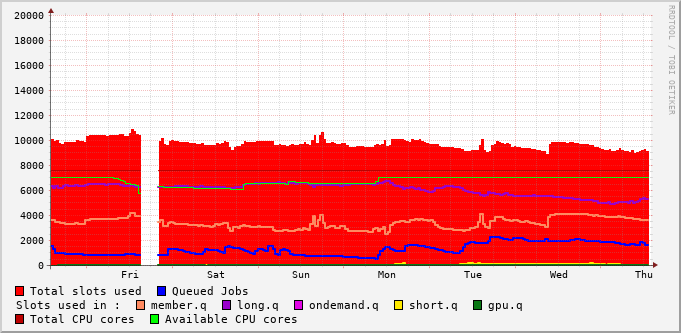 20000
18000
16000
14000
12000
10000
8000
6000
4000
2000
0
Fri Sat Sun Mon Tue Wed Thu
Total slots used Queued Jobs
Slots used in : member.q long.q ondemand.q short.q gpu.q
Total CPU cores Available CPU cores
RRDTOOL / TOBI OETIKER